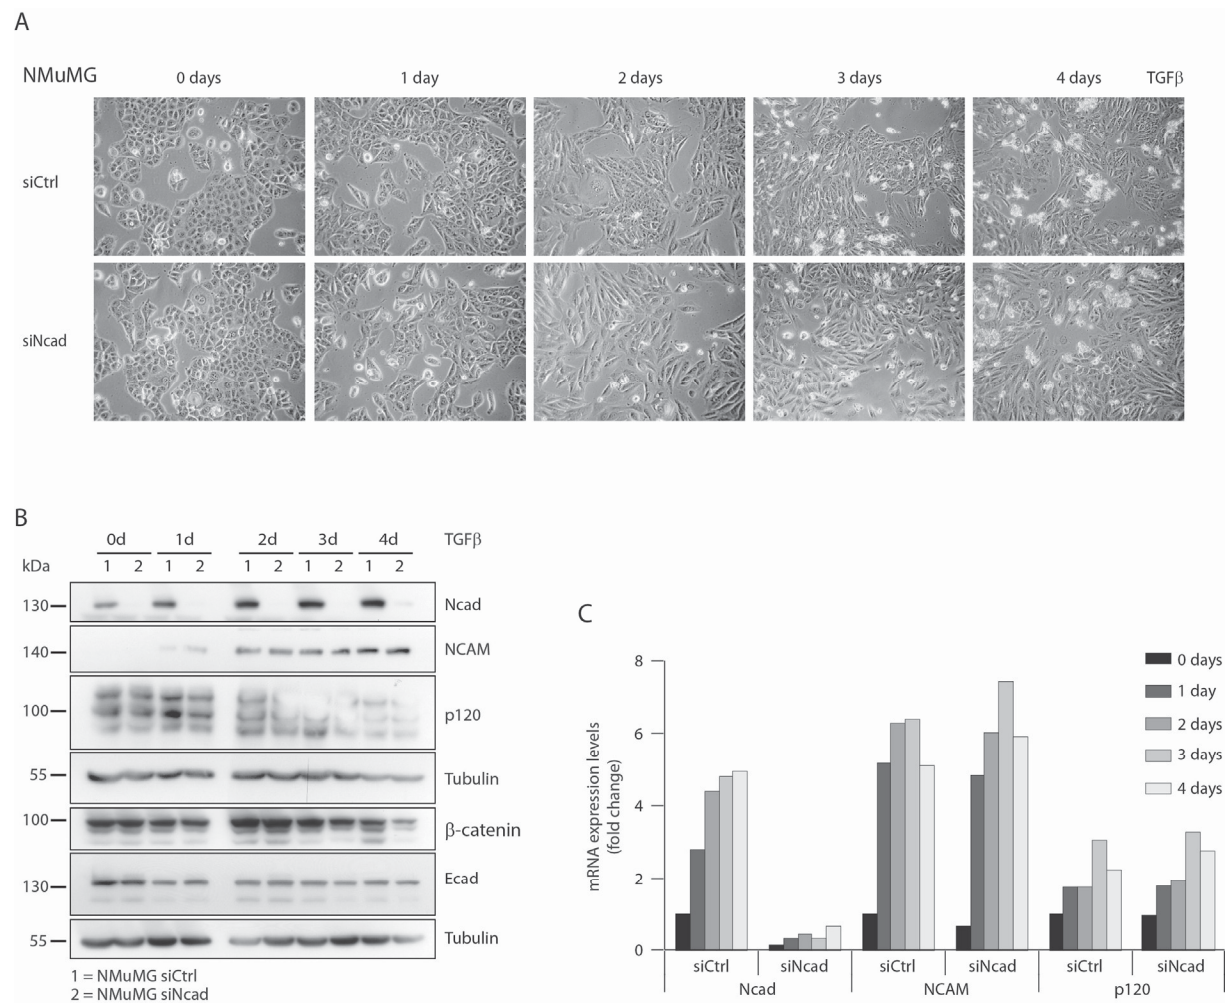 A
NMuMG 0 days 1 day 2 days 3 days 4 days TGFβ
siCtrl
siNcad
B
0d 1d 2d 3d 4d TGFβ
kDa 1 2 1 2 1 2 1 2 1 2
130 Ncad
140 NCAM
100 p120
55 Tubulin
100 β-catenin
130 Ecad
55 Tubulin
1 = NMuMG siCtrl
2 = NMuMG siNcad
C
mRNA expression levels
(fold change)
8
6
4
2
0
0 days
1 day
2 days
3 days
4 days
siCtrl siNcad siCtrl siNcad siCtrl siNcad
Ncad NCAM p120